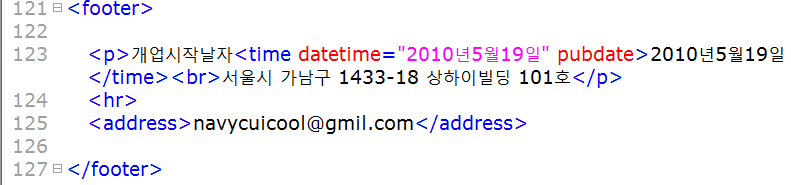 121 <footer>
122
123 <p>개업시작날자<time datetime="2010년5월19일" pubdate>2010년5월19일
</time><br>서울시 가남구 1433-18 상하이빌딩 101호</p>
124 <hr>
125 <address>navycuicool@gmil.com</address>
126
127 </footer>